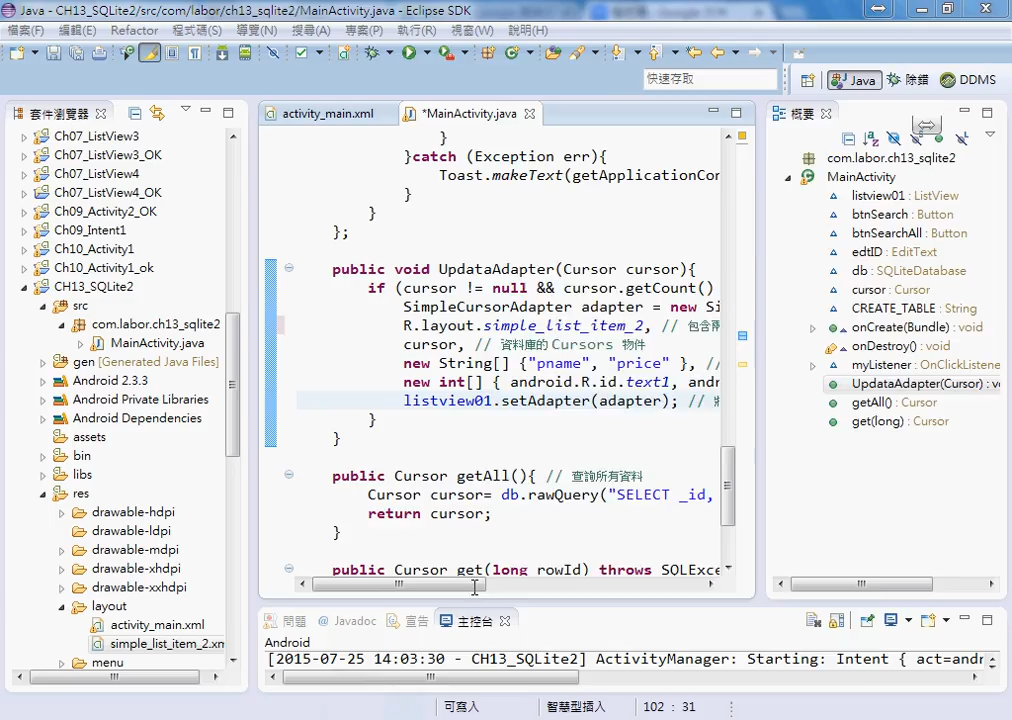 Java - CH13_SQLite2/src/com/labor/ch13_sqlite2/MainActivity.java - Eclipse SDK
檔案(F) 編輯(E) Refactor 程式碼(S) 導覽(N) 搜尋(A) 專案(P) 執行(R) 視窗(W) 說明(H)
快速存取
Java 除錯 DDMS
套件瀏覽器
Ch07_ListView3
Ch07_ListView3_OK
Ch07_ListView4
Ch07_ListView4_OK
Ch09_Activity2_OK
Ch09_Intent1
Ch10_Activity1
Ch10_Activity1_ok
CH13_SQLite2
src
com.labor.ch13_sqlite2
MainActivity.java
gen [Generated Java Files]
Android 2.3.3
Android Private Libraries
Android Dependencies
assets
bin
libs
res
drawable-hdpi
drawable-ldpi
drawable-mdpi
drawable-xhdpi
drawable-xxhdpi
layout
activity_main.xml
simple_list_item_2.xm
menu
activity_main.xml *MainActivity.java
}
}catch (Exception err){
Toast.makeText(getApplicationCon
}
}
};
public void UpdataAdapter(Cursor cursor){
if (cursor != null && cursor.getCount()
SimpleCursorAdapter adapter = new Si
R.layout.simple_list_item_2, // 包含兩
cursor, // 資料庫的 Cursors 物件
new String[] {"pname", "price" }, //
new int[] { android.R.id.text1, andr
listview01.setAdapter(adapter); // 將
}
}
public Cursor getAll(){ // 查詢所有資料
Cursor cursor= db.rawQuery("SELECT _id,
return cursor;
}
public Cursor get(long rowId) throws SQLExce
概要
com.labor.ch13_sqlite2
MainActivity
listview01 : ListView
btnSearch : Button
btnSearchAll : Button
edtID : EditText
db : SQLiteDatabase
cursor : Cursor
CREATE_TABLE : String
onCreate(Bundle) : void
onDestroy() : void
myListener : OnClickListene
UpdataAdapter(Cursor) : vo
getAll() : Cursor
get(long) : Cursor
問題 @ Javadoc 宣告 主控台
Android
[2015-07-25 14:03:30 - CH13_SQLite2] ActivityManager: Starting: Intent { act=andr
可寫入 智慧型插入 102 : 31